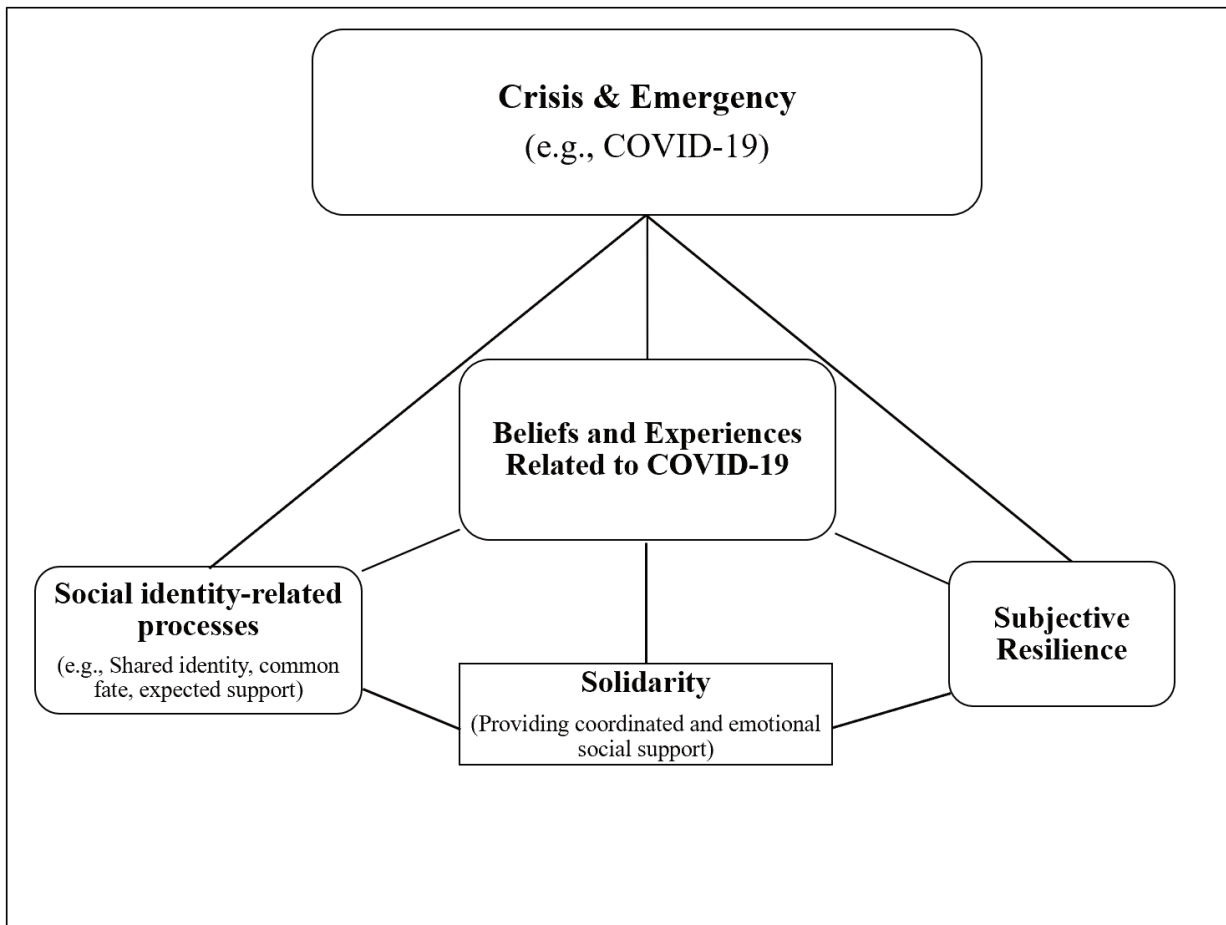 Crisis & Emergency
(e.g., COVID-19)
Beliefs and Experiences
Related to COVID-19
Social identity-related
processes
(e.g., Shared identity, common
fate, expected support)
Solidarity
(Providing coordinated and emotional
social support)
Subjective
Resilience